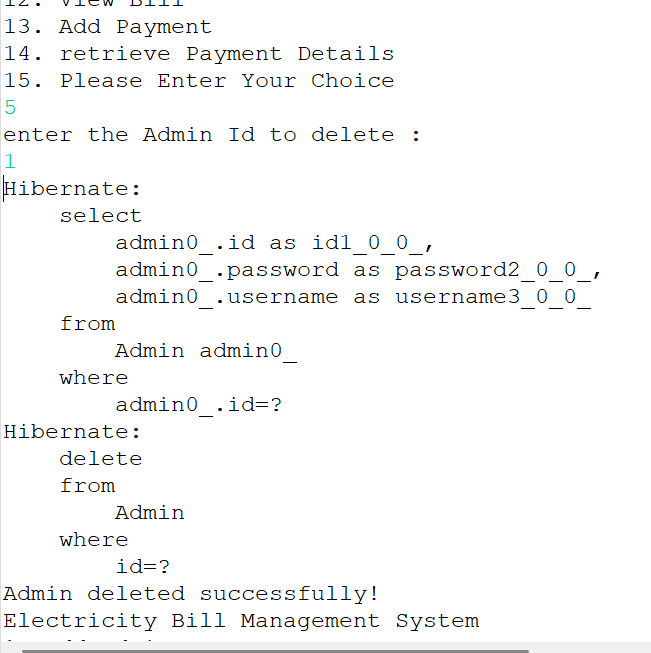 12. View Bill
13. Add Payment
14. retrieve Payment Details
15. Please Enter Your Choice
5
enter the Admin Id to delete :
1
Hibernate:
    select
        admin0_.id as id1_0_0_,
        admin0_.password as password2_0_0_,
        admin0_.username as username3_0_0_
    from
        Admin admin0_
    where
        admin0_.id=?
Hibernate:
    delete
    from
        Admin
    where
        id=?
Admin deleted successfully!
Electricity Bill Management System